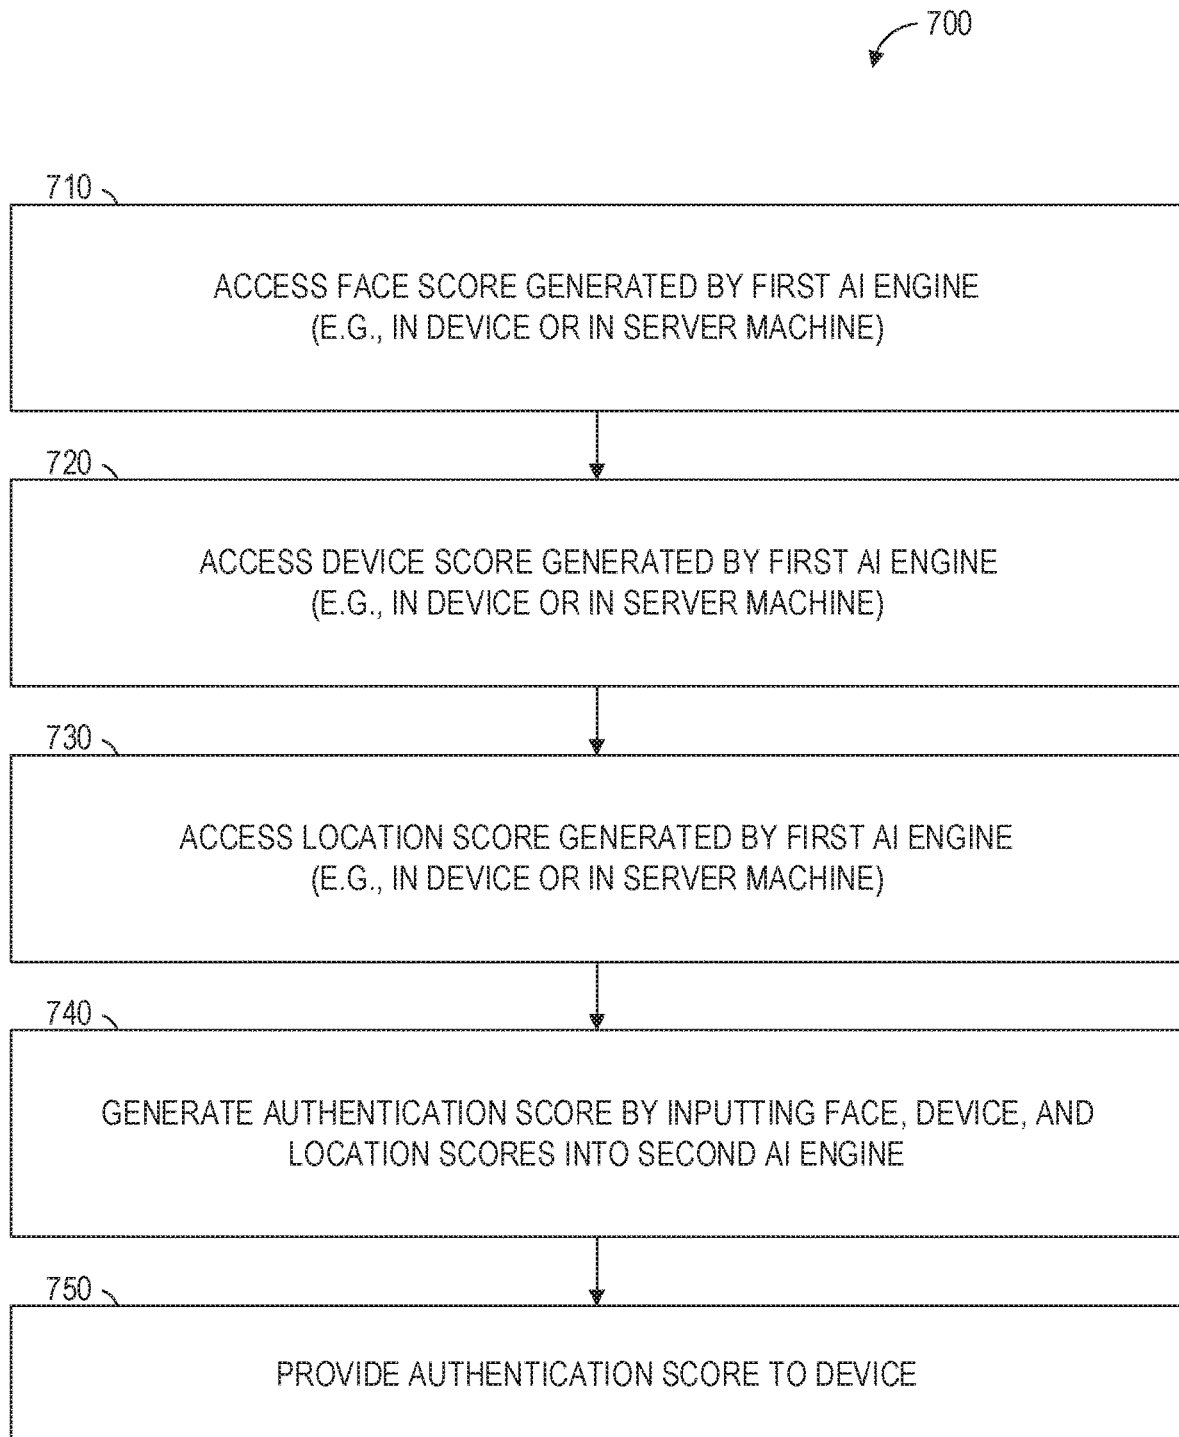 700
710
ACCESS FACE SCORE GENERATED BY FIRST AI ENGINE
(E.G., IN DEVICE OR IN SERVER MACHINE)
720
ACCESS DEVICE SCORE GENERATED BY FIRST AI ENGINE
(E.G., IN DEVICE OR IN SERVER MACHINE)
730
ACCESS LOCATION SCORE GENERATED BY FIRST AI ENGINE
(E.G., IN DEVICE OR IN SERVER MACHINE)
740
GENERATE AUTHENTICATION SCORE BY INPUTTING FACE, DEVICE, AND
LOCATION SCORES INTO SECOND AI ENGINE
750
PROVIDE AUTHENTICATION SCORE TO DEVICE